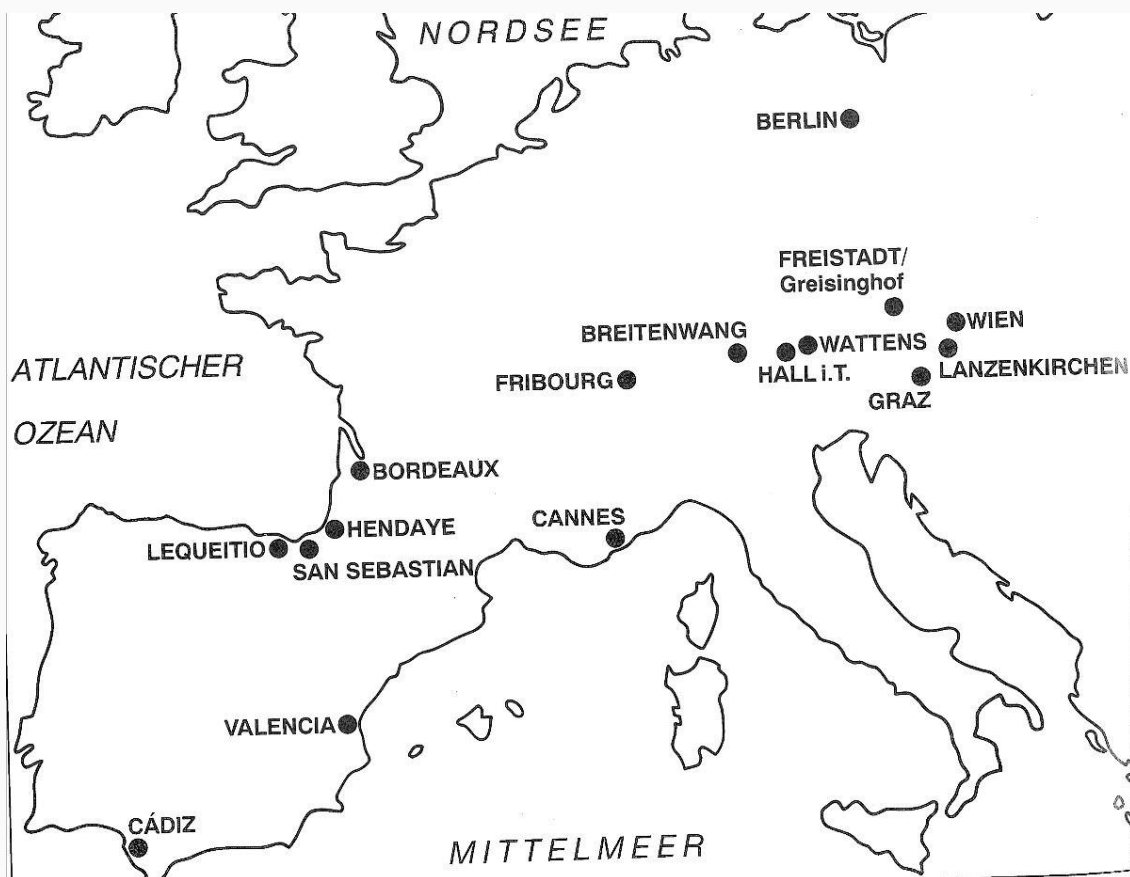 NORDSEE
BERLIN
FREISTADT/
Greisinghof
WIEN
BREITENWANG
WATTENS
LANZENKIRCHEN
HALL i.T.
ATLANTISCHER
FRIBOURG
GRAZ
OZEAN
BORDEAUX
CANNES
HENDAYE
LEQUEITIO
SAN SEBASTIAN
VALENCIA
CÁDIZ
MITTELMEER